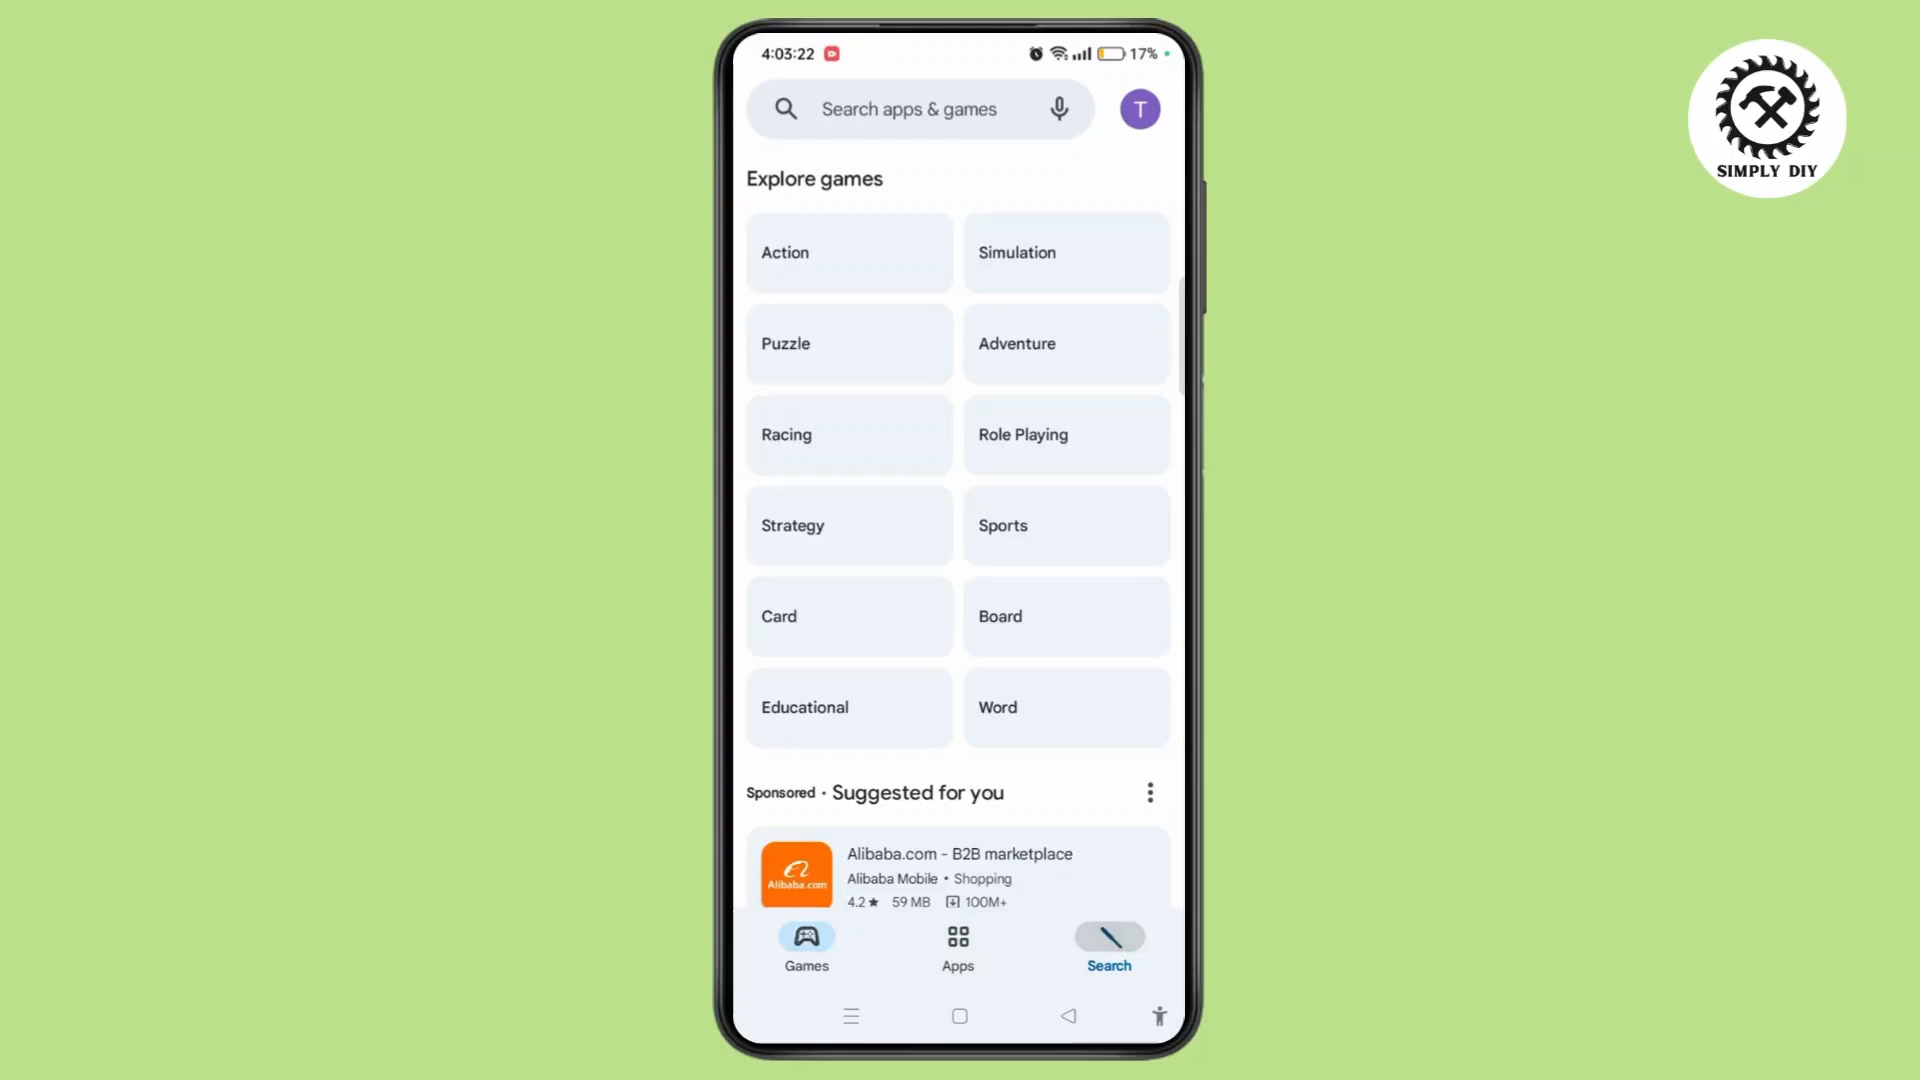 4:03:22
17%
SIMPLY DIY
Search apps & games
T
Explore games
Action
Simulation
Puzzle
Adventure
Racing
Role Playing
Strategy
Sports
Card
Board
Educational
Word
Sponsored · Suggested for you
Alibaba.com
Alibaba.com - B2B marketplace
Alibaba Mobile • Shopping
4.2★ 59 MB 100M+
Games
Apps
Search